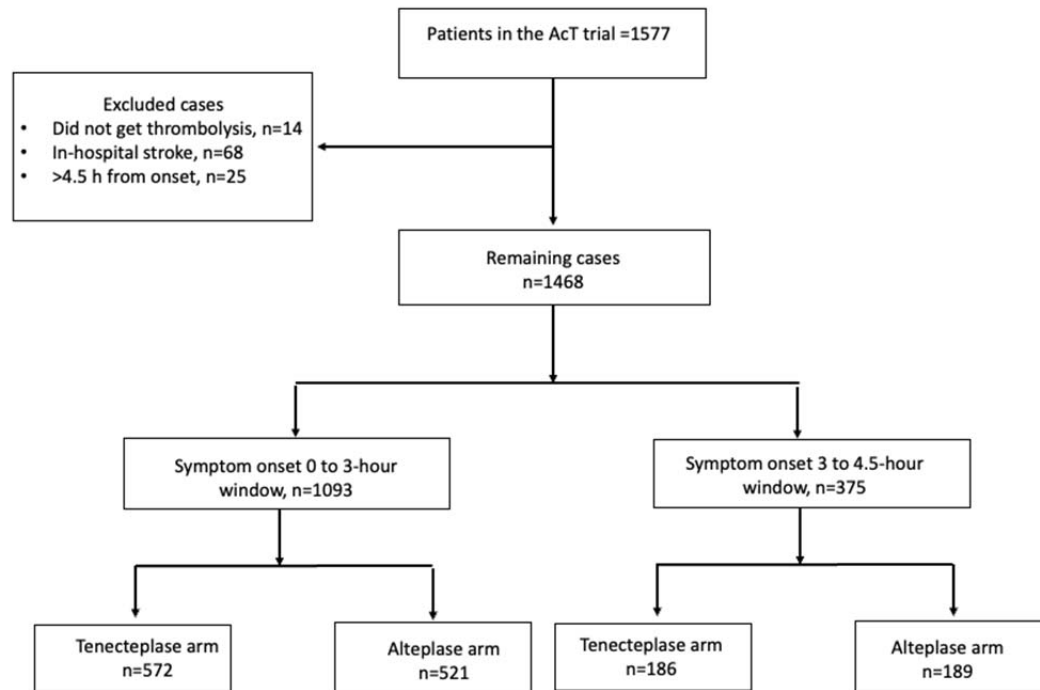 Patients in the AcT trial =1577
Excluded cases
• Did not get thrombolysis, n=14
• In-hospital stroke, n=68
• >4.5 h from onset, n=25
Remaining cases
n=1468
Symptom onset 0 to 3-hour
window, n=1093
Symptom onset 3 to 4.5-hour
window, n=375
Tenecteplase arm
n=572
Alteplase arm
n=521
Tenecteplase arm
n=186
Alteplase arm
n=189